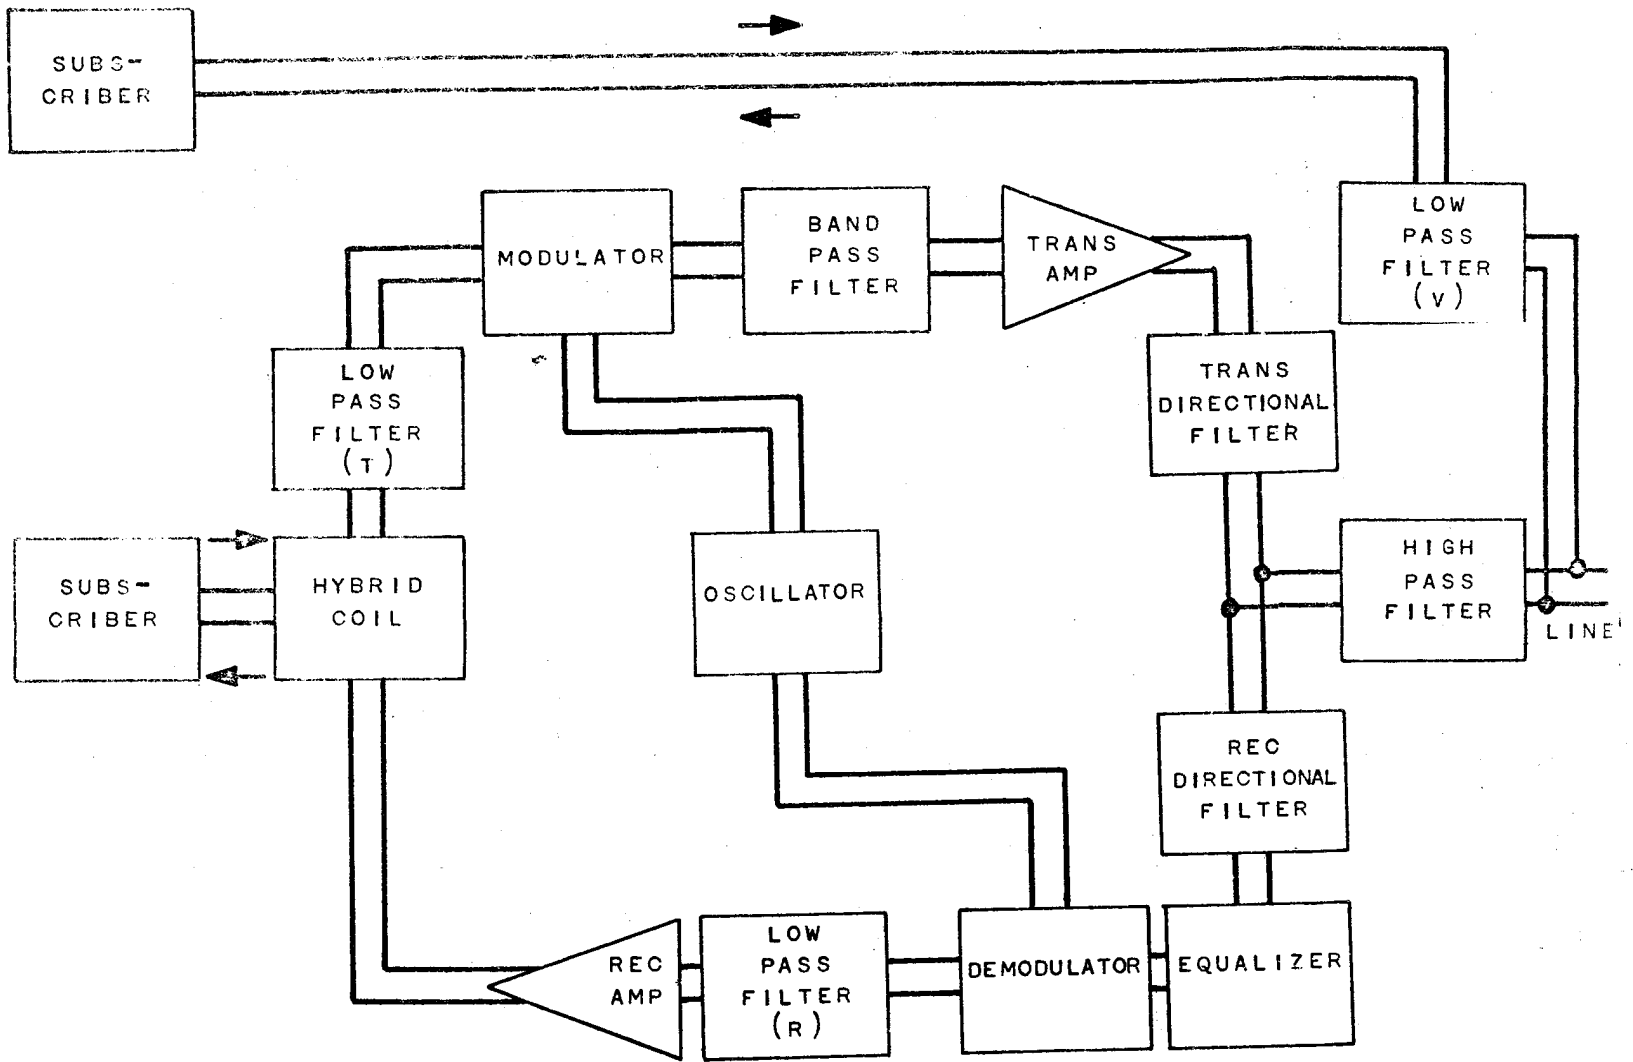 SUBS-
CRIBER
LOW
PASS
FILTER
(V)
MODULATOR
BAND
PASS
FILTER
TRANS
AMP
LOW
PASS
FILTER
(T)
TRANS
DIRECTIONAL
FILTER
SUBS-
CRIBER
HYBRID
COIL
OSCILLATOR
HIGH
PASS
FILTER
LINE
REC
DIRECTIONAL
FILTER
REC
AMP
LOW
PASS
FILTER
(R)
DEMODULATOR
EQUALIZER